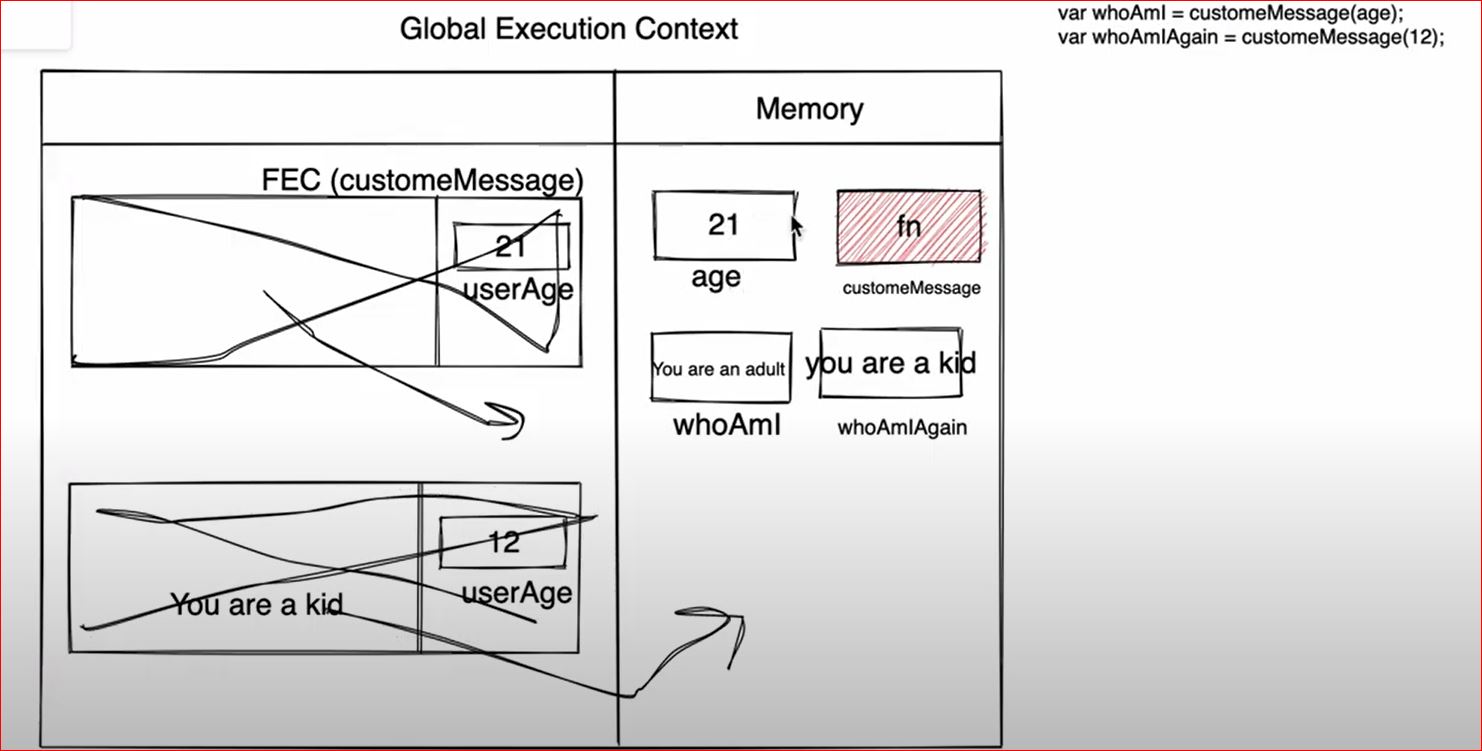 Global Execution Context
var whoAmI = customeMessage(age);
var whoAmIAgain = customeMessage(12);
Memory
FEC (customeMessage)
21
userAge
21
age
fn
customeMessage
You are an adult
whoAmI
you are a kid
whoAmIAgain
12
userAge
You are a kid